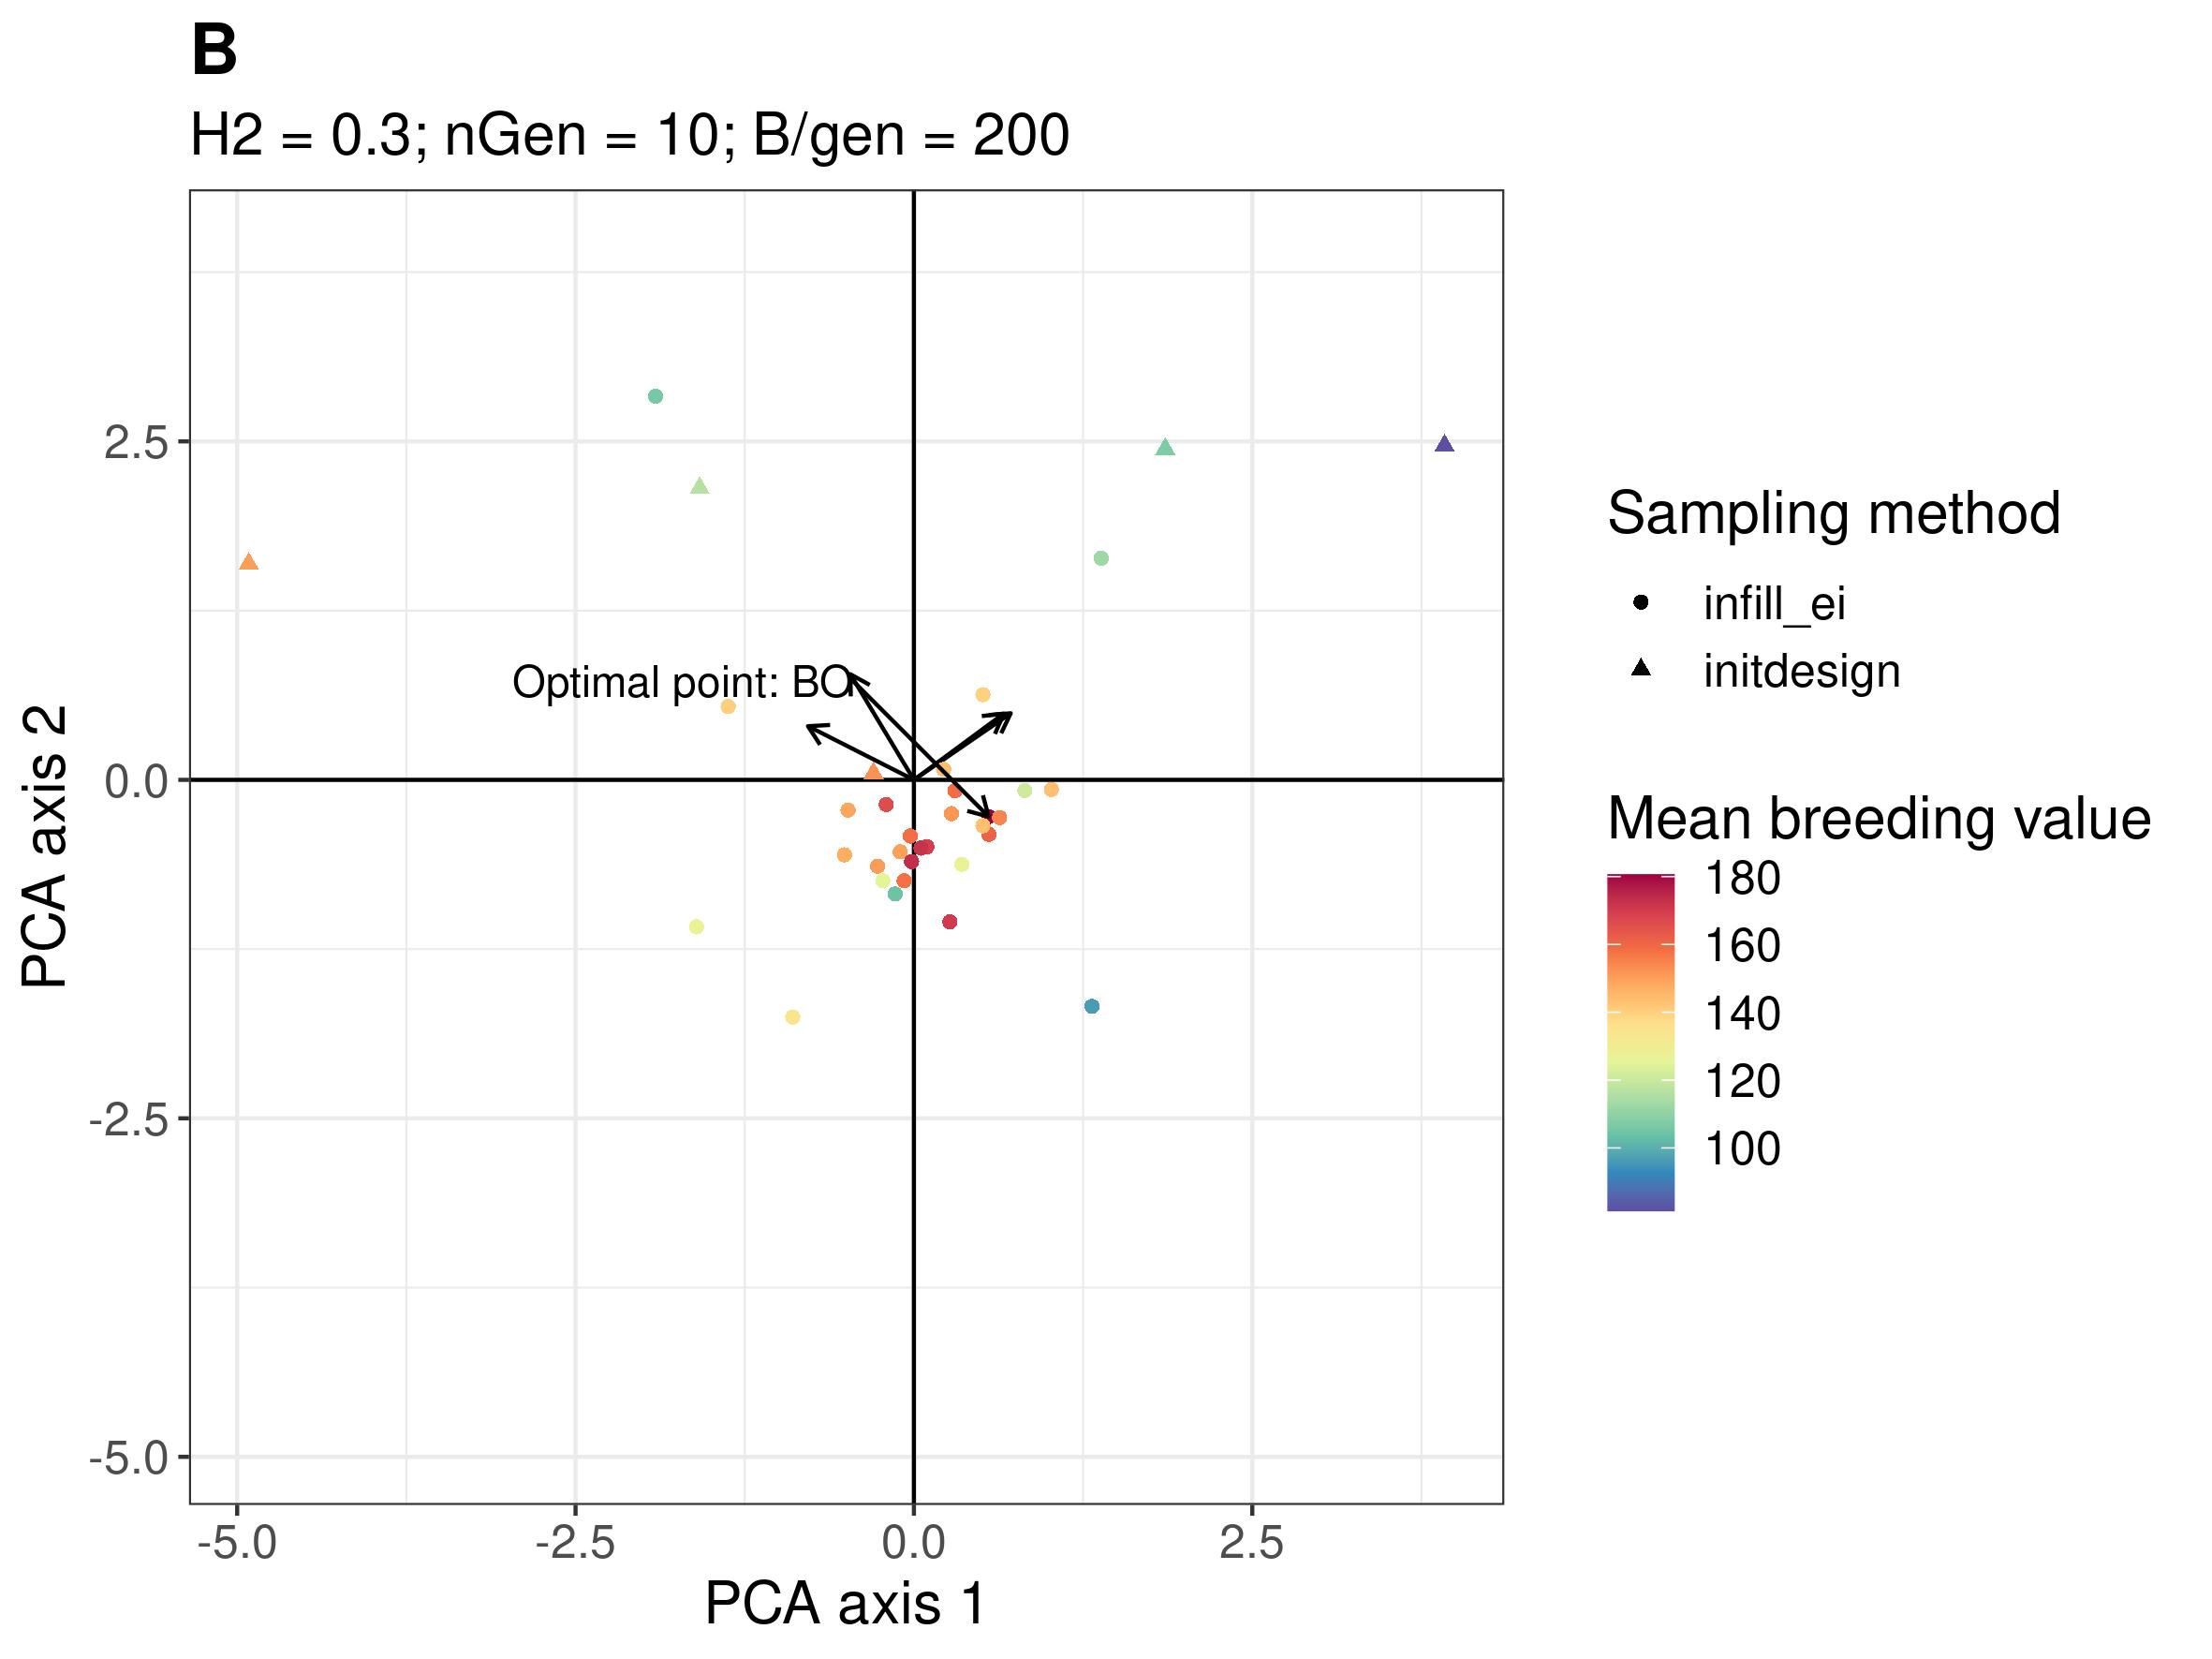 B
H2 = 0.3; nGen = 10; B/gen = 200
PCA axis 2
2.5
0.0
-2.5
-5.0
Optimal point: BO
-5.0
-2.5
0.0
2.5
PCA axis 1
Sampling method
infill_ei
initdesign
Mean breeding value
180
160
140
120
100